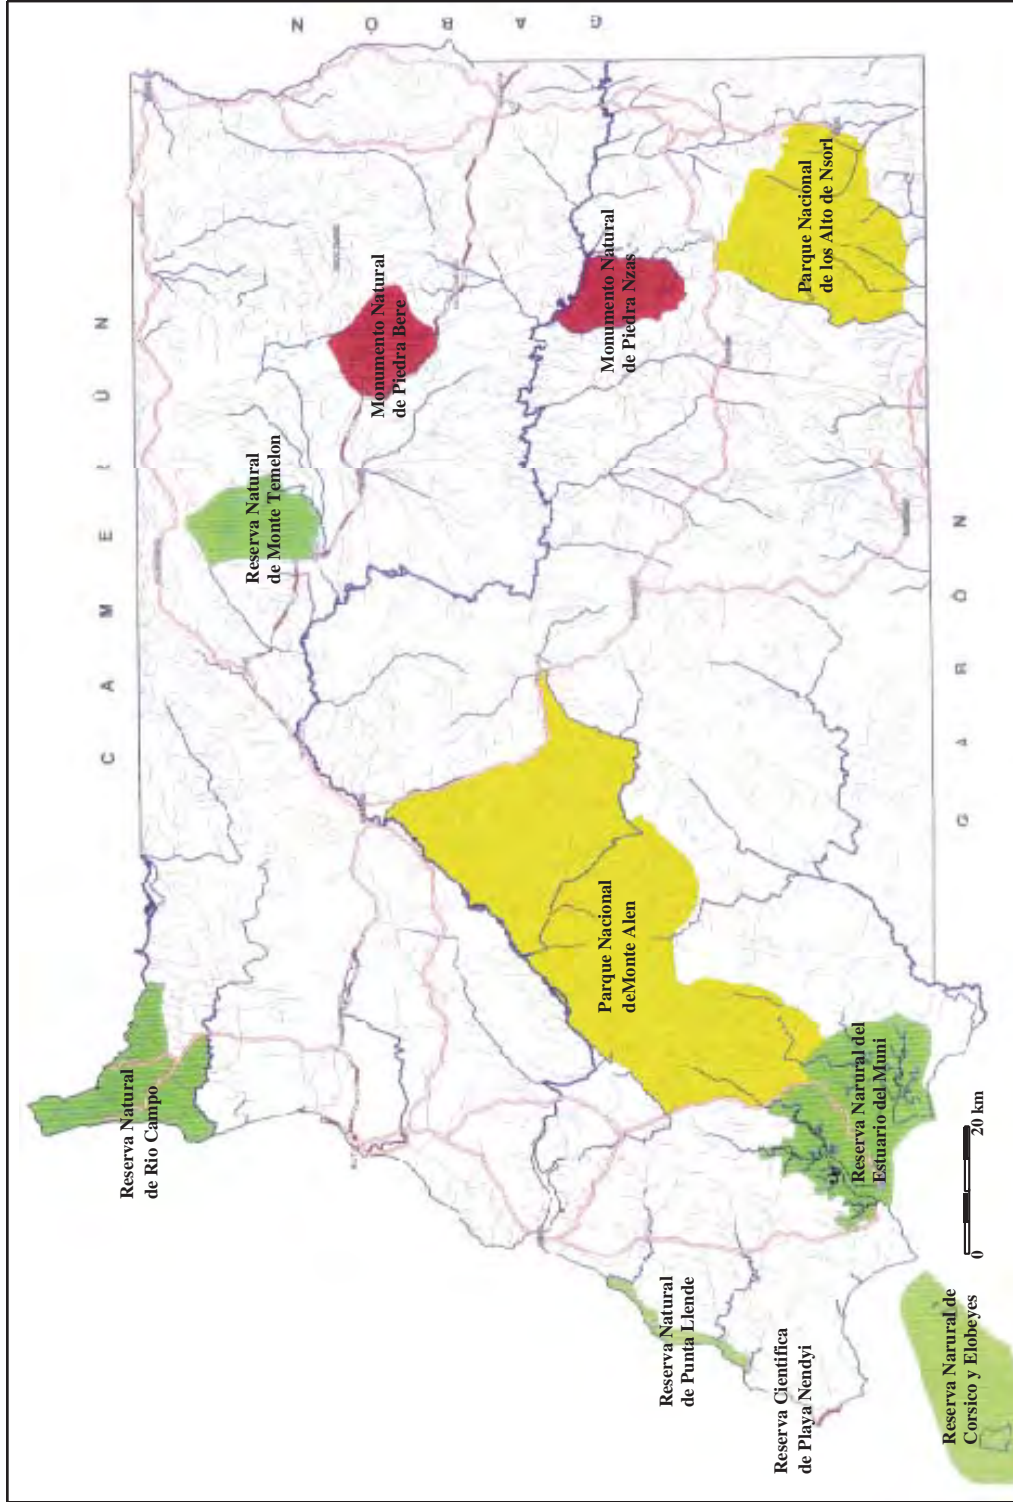 C A M E R Ú N
G A B Ó N
G A B Ó N
Reserva Natural
de Rio Campo
Reserva Natural
de Monte Temelon
Monumento Natural
de Piedra Bere
Monumento Natural
de Piedra Nzas
Parque Nacional
de los Alto de Nsorl
Parque Nacional
deMonte Alen
Reserva Narural del
Estuario del Muni
Reserva Natural
de Punta Llende
Reserva Cientifica
de Playa Nendyi
Reserva Narural de
Corsico y Elobeyes
0 20 km